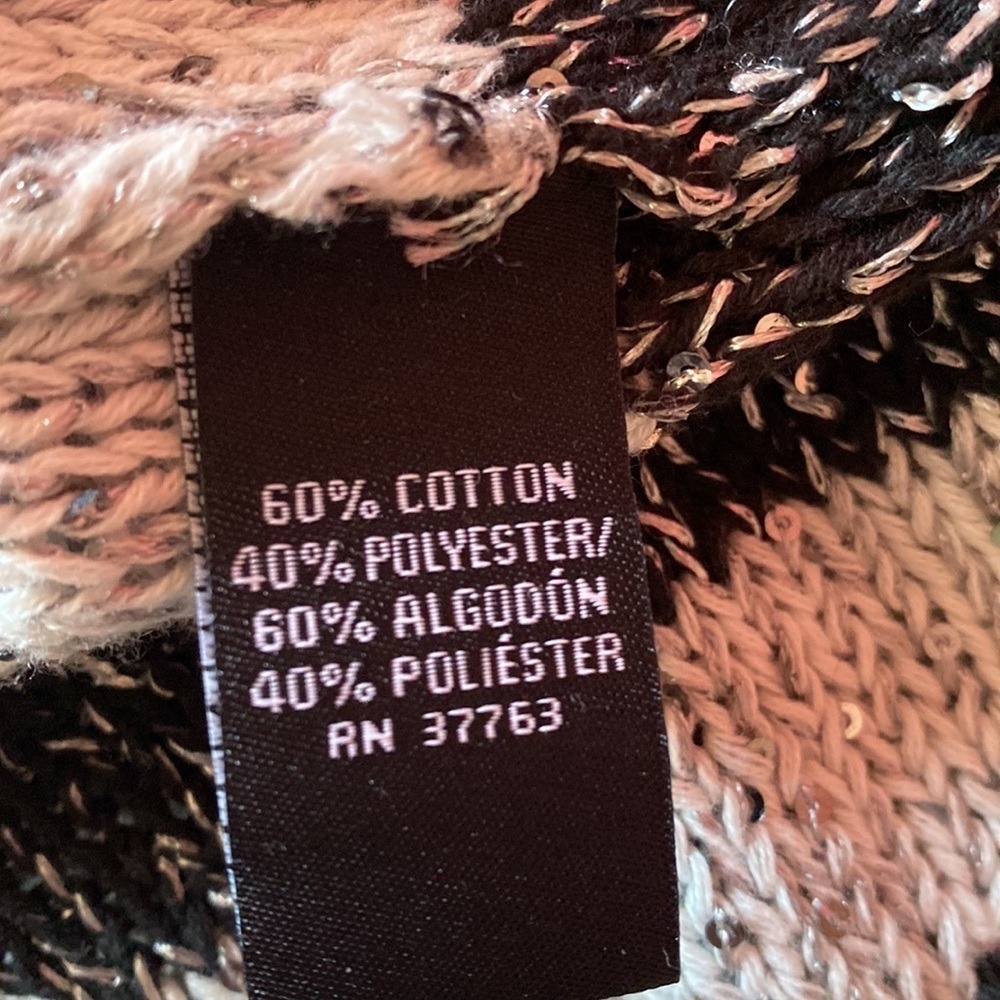 60% COTTON
40% POLYESTER/
60% ALGODÓN
40% POLIÉSTER
RN 37763